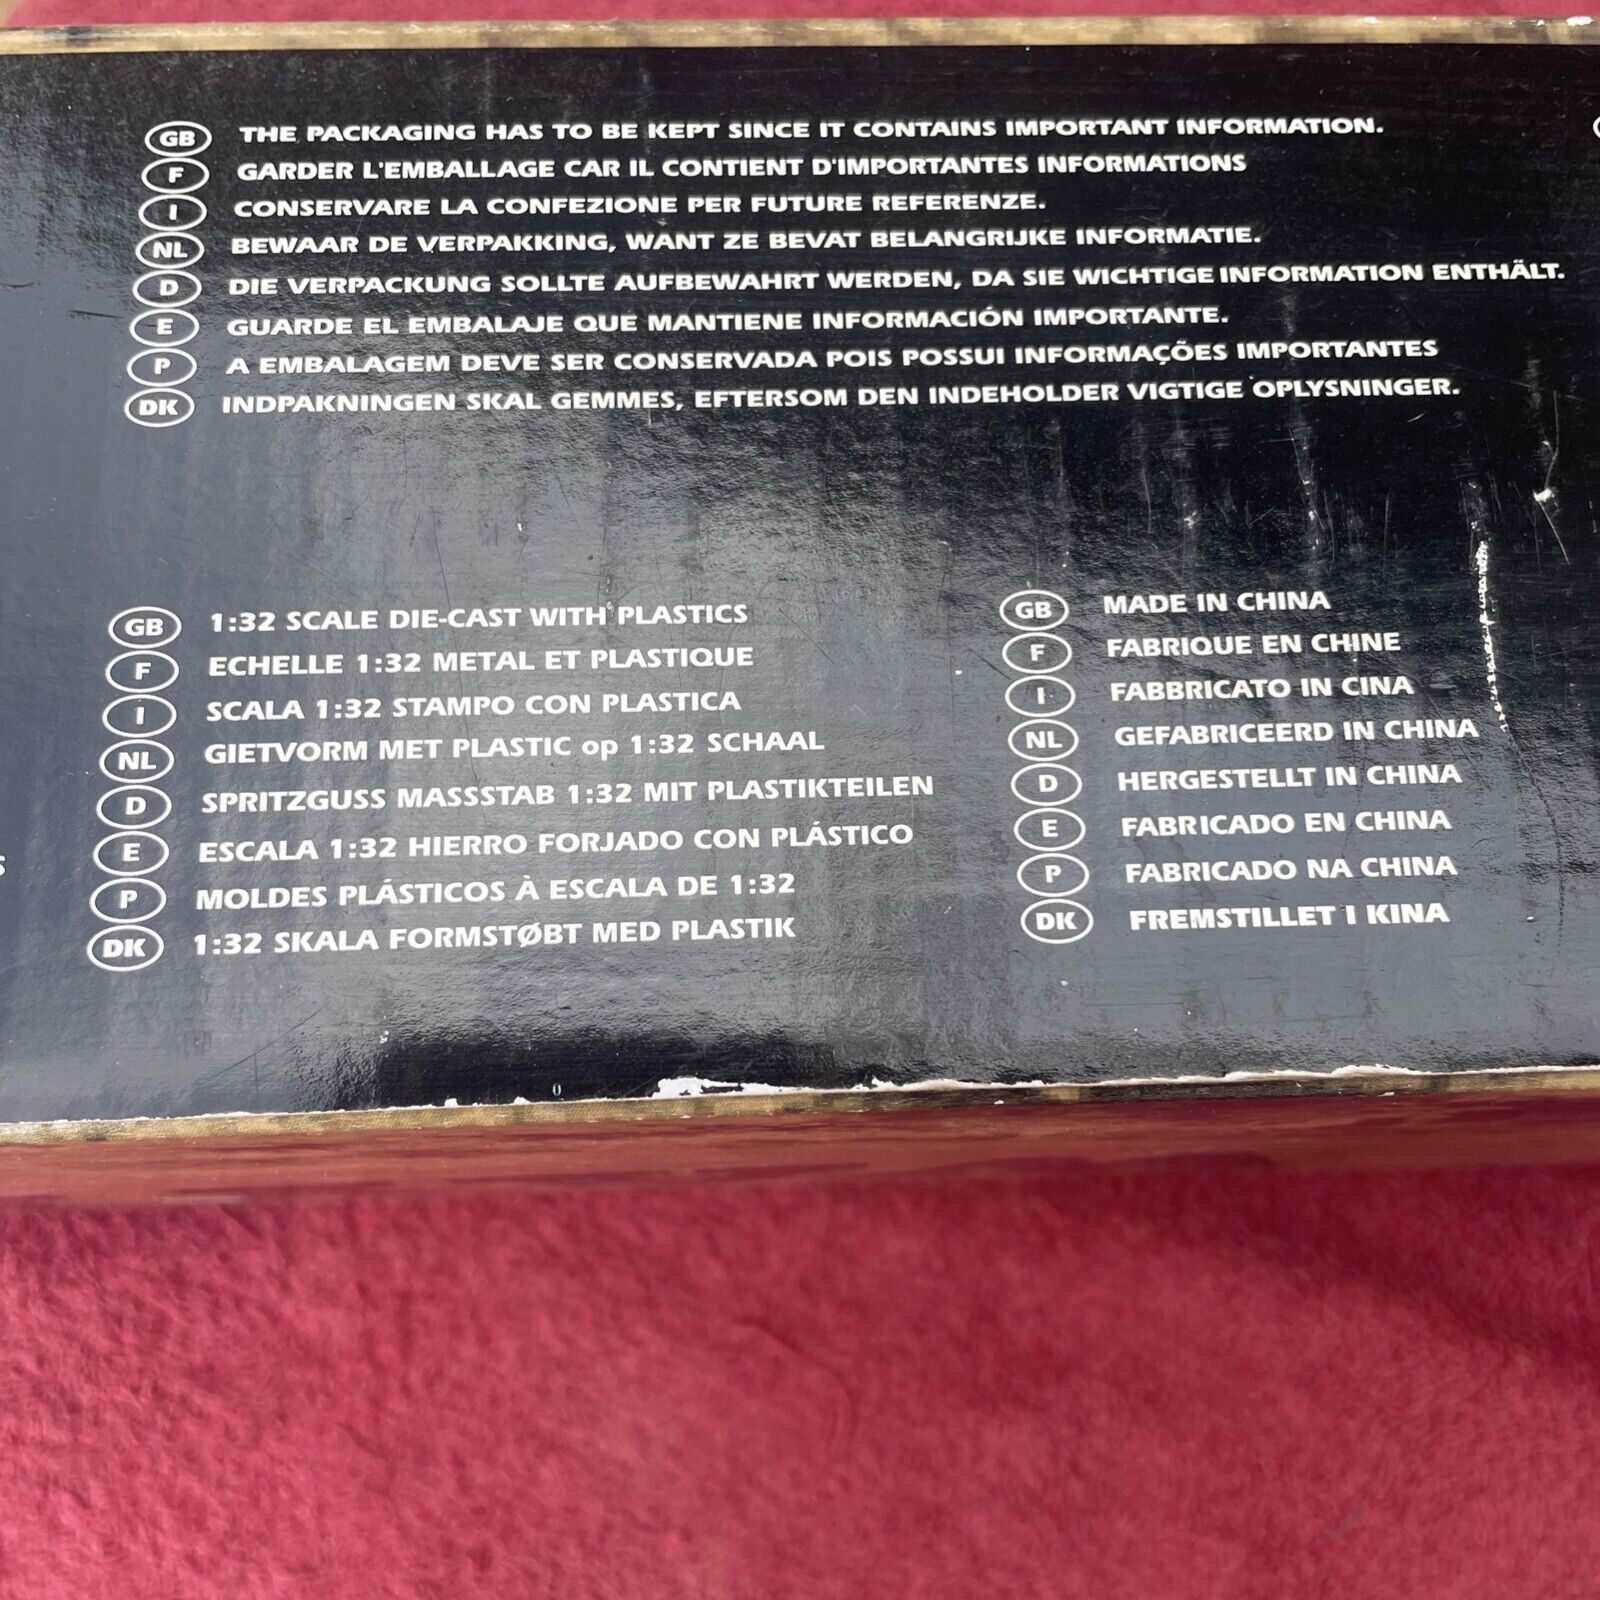 GB THE PACKAGING HAS TO BE KEPT SINCE IT CONTAINS IMPORTANT INFORMATION.
F GARDER L'EMBALLAGE CAR IL CONTIENT D'IMPORTANTES INFORMATIONS
I CONSERVARE LA CONFEZIONE PER FUTURE REFERENZE.
NL BEWAAR DE VERPAKKING, WANT ZE BEVAT BELANGRIJKE INFORMATIE.
D DIE VERPACKUNG SOLLTE AUFBEWAHRT WERDEN, DA SIE WICHTIGE INFORMATION ENTHÄLT.
E GUARDE EL EMBALAJE QUE MANTIENE INFORMACIÓN IMPORTANTE.
P A EMBALAGEM DEVE SER CONSERVADA POIS POSSUI INFORMAÇÕES IMPORTANTES
DK INDPAKNINGEN SKAL GEMMES, EFTERSOM DEN INDEHOLDER VIGTIGE OPLYSNINGER.
GB 1:32 SCALE DIE-CAST WITH PLASTICS
F ECHELLE 1:32 METAL ET PLASTIQUE
I SCALA 1:32 STAMPO CON PLASTICA
NL GIETVORM MET PLASTIC op 1:32 SCHAAL
D SPRITZGUSS MASSSTAB 1:32 MIT PLASTIKTEILEN
E ESCALA 1:32 HIERRO FORJADO CON PLÁSTICO
P MOLDES PLÁSTICOS À ESCALA DE 1:32
DK 1:32 SKALA FORMSTØBT MED PLASTIK
GB MADE IN CHINA
F FABRIQUE EN CHINE
I FABBRICATO IN CINA
NL GEFABRICEERD IN CHINA
D HERGESTELLT IN CHINA
E FABRICADO EN CHINA
P FABRICADO NA CHINA
DK FREMSTILLET I KINA
S
0